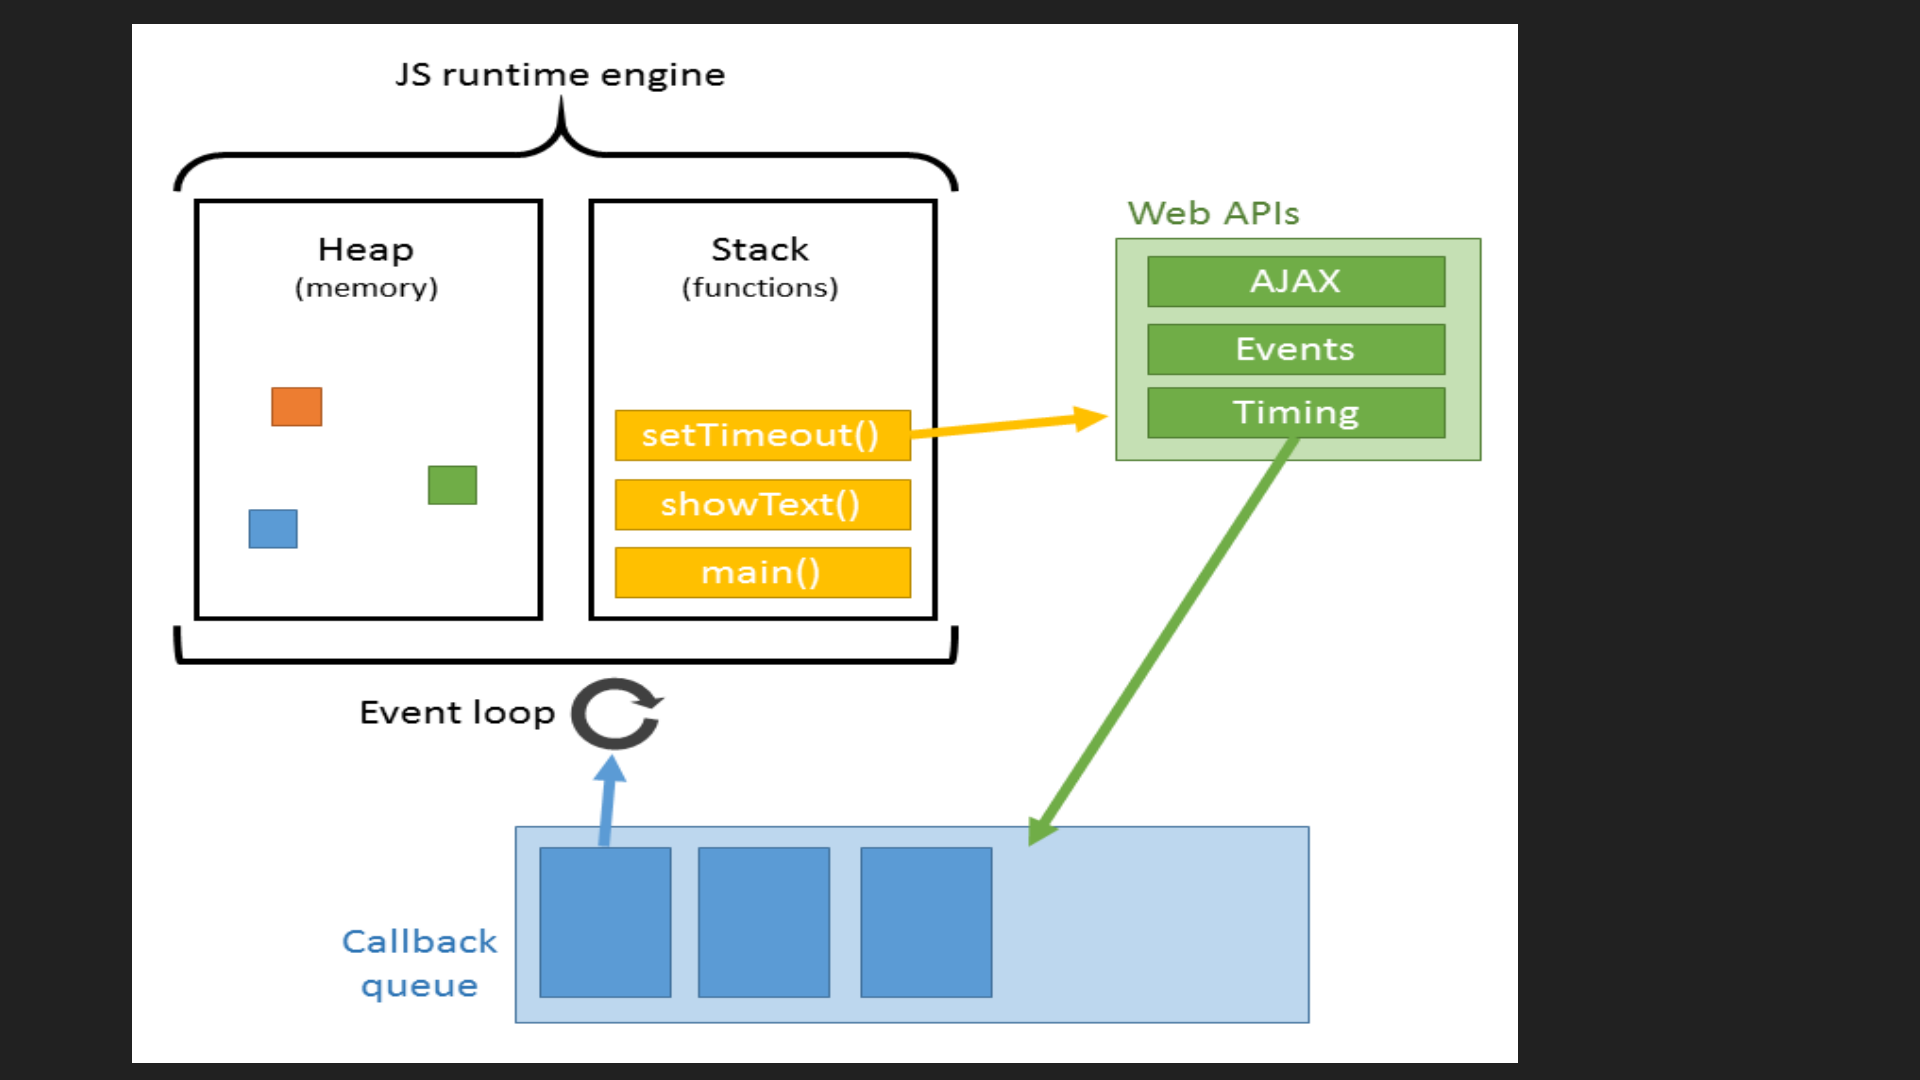 JS runtime engine
Heap
(memory)
Stack
(functions)
setTimeout()
showText()
main()
Web APIs
AJAX
Events
Timing
Event loop
Callback
queue